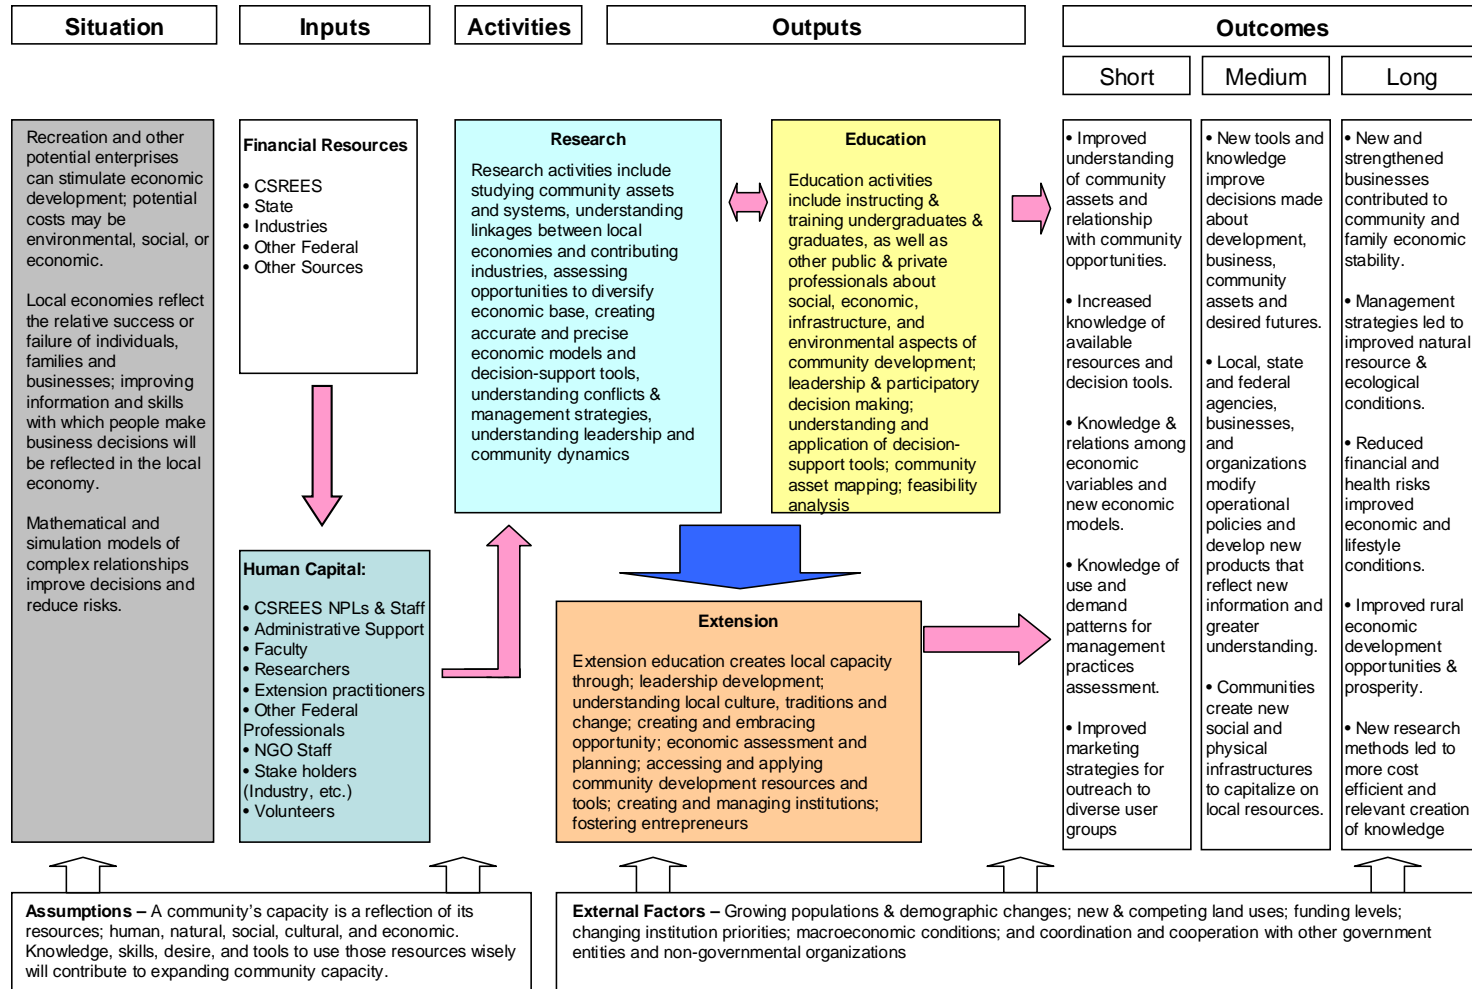 Situation
Inputs
Activities
Outputs
Outcomes
Short
Medium
Long
Recreation and other
potential enterprises
can stimulate economic
development; potential
costs may be
environmental, social, or
economic.
Local economies reflect
the relative success or
failure of individuals,
families and
businesses; improving
information and skills
with which people make
business decisions will
be reflected in the local
economy.
Mathematical and
simulation models of
complex relationships
improve decisions and
reduce risks.
Financial Resources
• CSREES
• State
• Industries
• Other Federal
• Other Sources
Human Capital:
• CSREES NPLs & Staff
• Administrative Support
• Faculty
• Researchers
• Extension practitioners
• Other Federal
Professionals
• NGO Staff
• Stake holders
(Industry, etc.)
• Volunteers
Research
Research activities include
studying community assets
and systems, understanding
linkages between local
economies and contributing
industries, assessing
opportunities to diversify
economic base, creating
accurate and precise
economic models and
decision-support tools,
understanding conflicts &
management strategies,
understanding leadership and
community dynamics
Education
Education activities
include instructing &
training undergraduates &
graduates, as well as
other public & private
professionals about
social, economic,
infrastructure, and
environmental aspects of
community development;
leadership & participatory
decision making;
understanding and
application of decision-
support tools; community
asset mapping; feasibility
analysis
Extension
Extension education creates local capacity
through; leadership development;
understanding local culture, traditions and
change; creating and embracing
opportunity; economic assessment and
planning; accessing and applying
community development resources and
tools; creating and managing institutions;
fostering entrepreneurs
• Improved
understanding
of community
assets and
relationship
with community
opportunities.
• Increased
knowledge of
available
resources and
decision tools.
• Knowledge &
relations among
economic
variables and
new economic
models.
• Knowledge of
use and
demand
patterns for
management
practices
assessment.
• Improved
marketing
strategies for
outreach to
diverse user
groups
• New tools and
knowledge
improve
decisions made
about
development,
business,
community
assets and
desired futures.
• Local, state
and federal
agencies,
businesses,
and
organizations
modify
operational
policies and
develop new
products that
reflect new
information and
greater
understanding.
• Communities
create new
social and
physical
infrastructures
to capitalize on
local resources.
• New and
strengthened
businesses
contributed to
community and
family economic
stability.
• Management
strategies led to
improved natural
resource &
ecological
conditions.
• Reduced
financial and
health risks
improved
economic and
lifestyle
conditions.
• Improved rural
economic
development
opportunities &
prosperity.
• New research
methods led to
more cost
efficient and
relevant creation
of knowledge
Assumptions – A community’s capacity is a reflection of its
resources; human, natural, social, cultural, and economic.
Knowledge, skills, desire, and tools to use those resources wisely
will contribute to expanding community capacity.
External Factors – Growing populations & demographic changes; new & competing land uses; funding levels;
changing institution priorities; macroeconomic conditions; and coordination and cooperation with other government
entities and non-governmental organizations